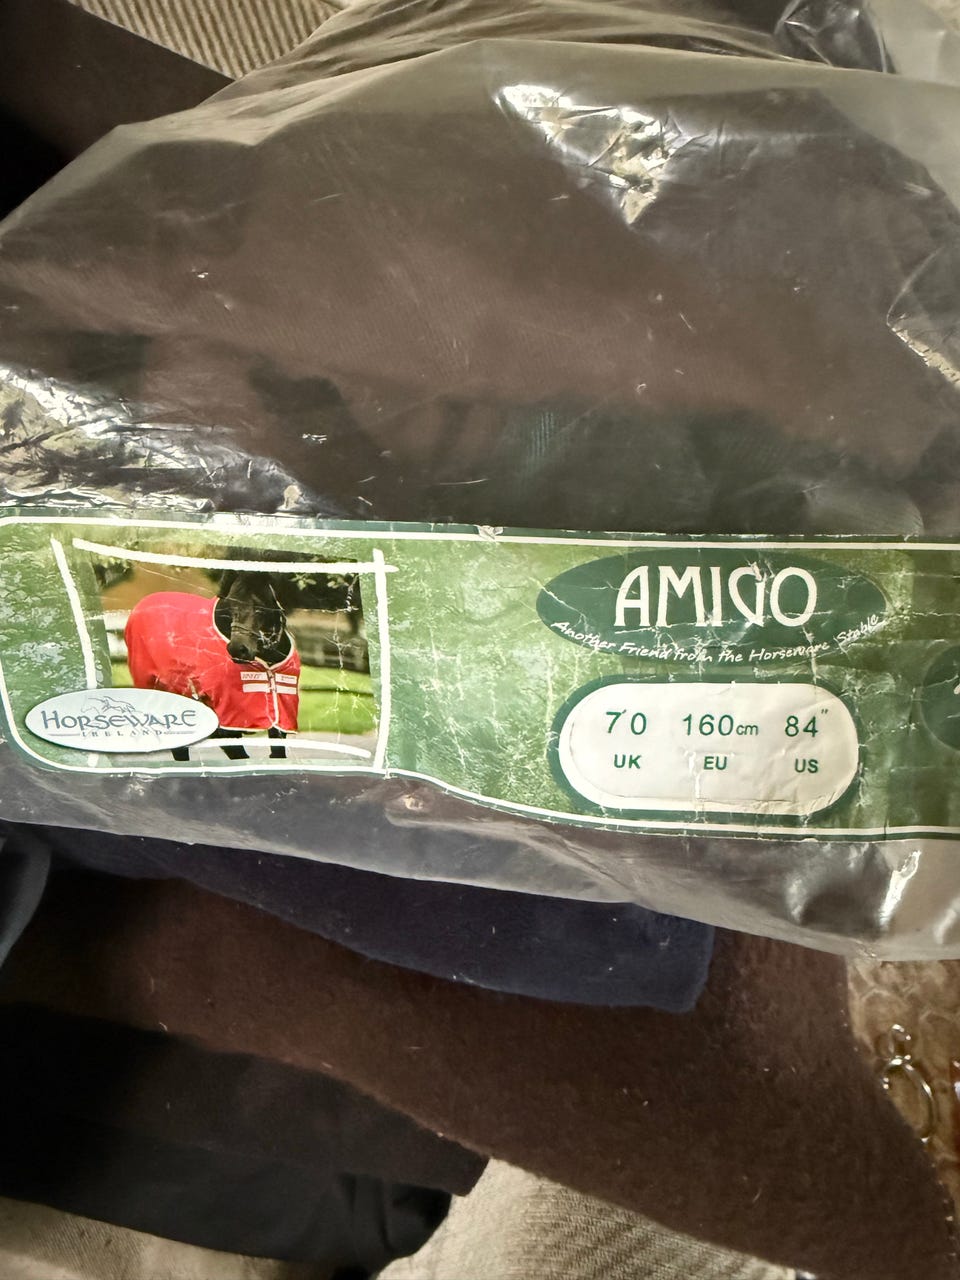 HORSEWARE
IRELAND
AMIGO
Another Friend from the Horseware Stable
7'0 160cm 84"
UK EU US